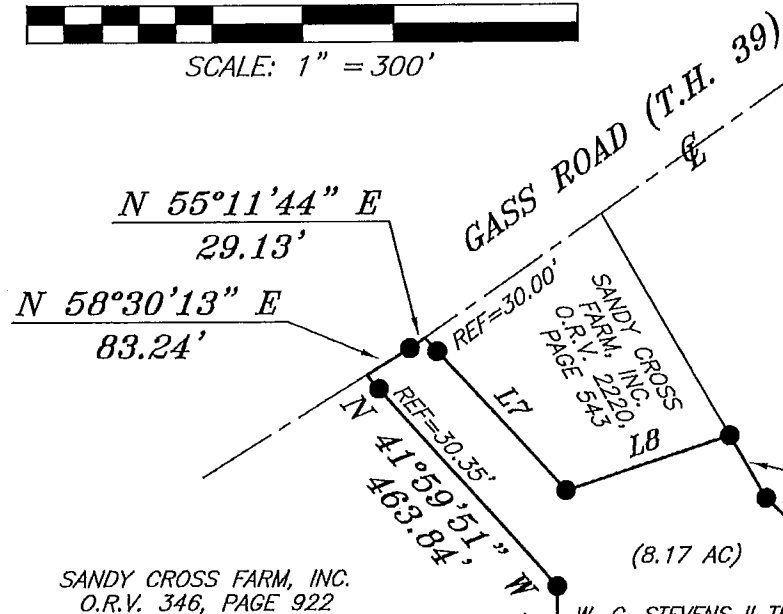 SCALE: 1" = 300'
GASS ROAD (T.H. 39)
℄
N 55°11'44" E
29.13'
N 58°30'13" E
83.24'
REF=30.00'
SANDY CROSS
FARM, INC.
O.R.V. 2220,
PAGE 543
L7
L8
REF=30.35'
N 41°59'51" W
463.84'
(8.17 AC)
SANDY CROSS FARM, INC.
O.R.V. 346, PAGE 922